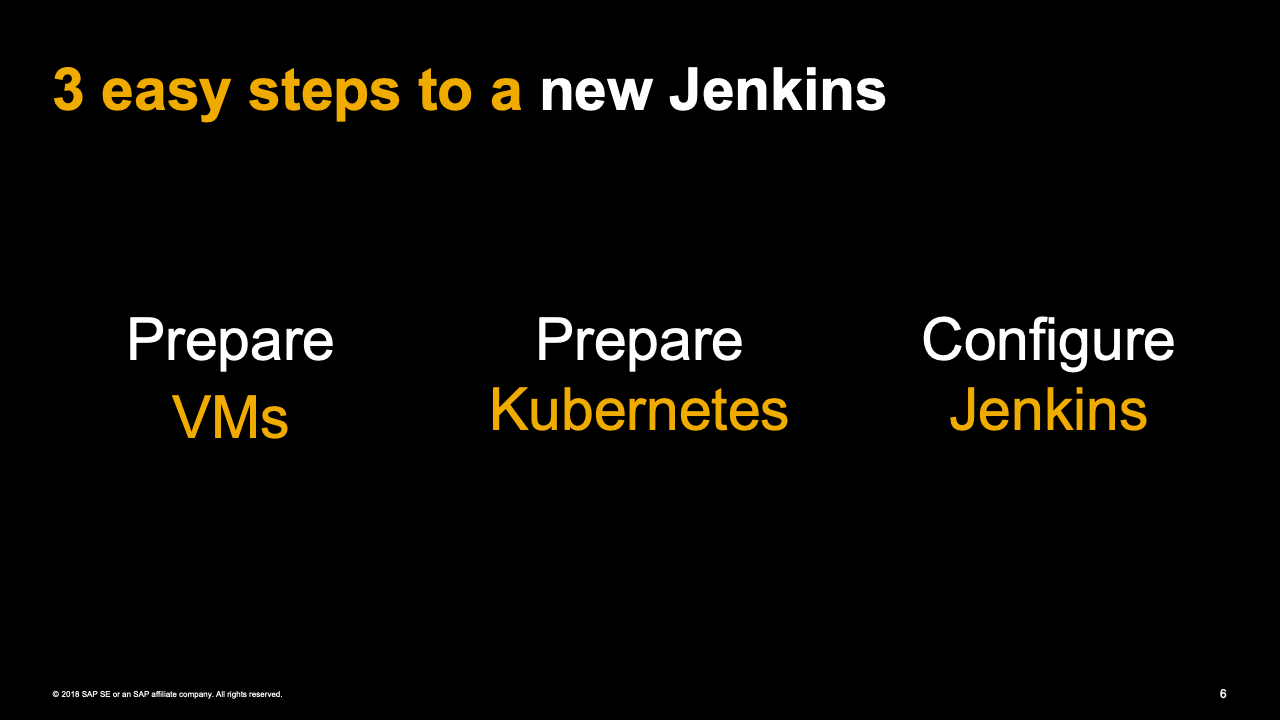 3 easy steps to a new Jenkins
Prepare
VMs
Prepare
Kubernetes
Configure
Jenkins
© 2018 SAP SE or an SAP affiliate company. All rights reserved.
6